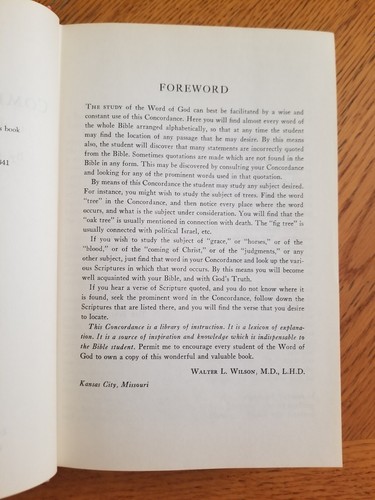 s book
941
FOREWORD
THE STUDY of the Word of God can best be facilitated by a wise and
constant use of this Concordance. Here you will find almost every word of
the whole Bible arranged alphabetically, so that at any time the student
may find the location of any passage that he may desire. By this means
also, the student will discover that many statements are incorrectly quoted
from the Bible. Sometimes quotations are made which are not found in the
Bible in any form. This may be discovered by consulting your Concordance
and looking for any of the prominent words used in that quotation.
By means of this Concordance the student may study any subject desired.
For instance, you might wish to study the subject of trees. Find the word
"tree" in the Concordance, and then notice every place where the word
occurs, and what is the subject under consideration. You will find that the
"oak tree" is usually mentioned in connection with death. The "fig tree" is
usually connected with political Israel, etc.
If you wish to study the subject of "grace," or "horses," or of the
"blood," or of the "coming of Christ," or of the "judgments," or any
other subject, just find that word in your Concordance and look up the vari-
ous Scriptures in which that word occurs. By this means you will become
well acquainted with your Bible, and with God's Truth.
If you hear a verse of Scripture quoted, and you do not know where it
is found, seek the prominent word in the Concordance, follow down the
Scriptures that are listed there, and you will find the verse that you desire
to locate.
This Concordance is a library of instruction. It is a lexicon of explana-
tion. It is a source of inspiration and knowledge which is indispensable to
the Bible student. Permit me to encourage every student of the Word of
God to own a copy of this wonderful and valuable book.
WALTER L. WILSON, M.D., L.H.D.
Kansas City, Missouri